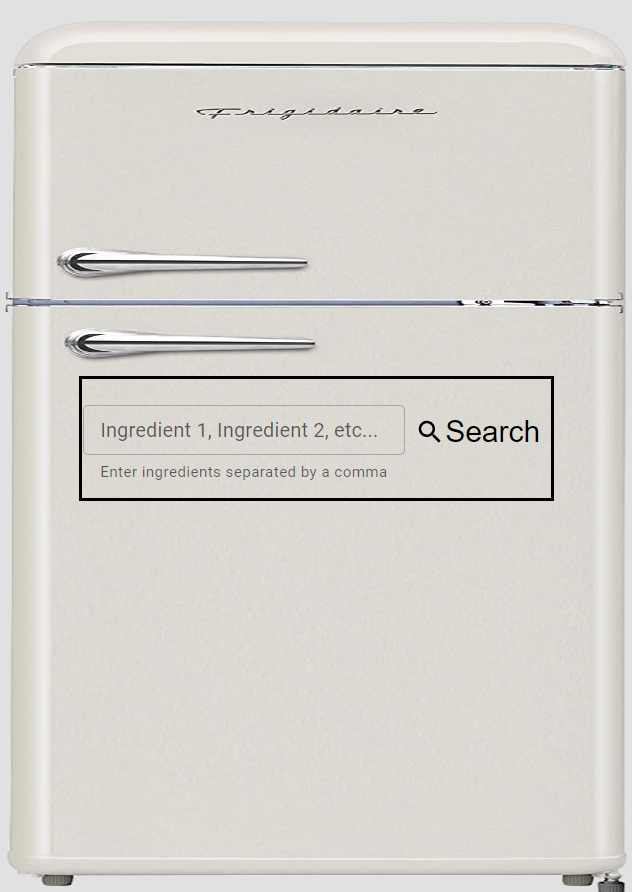 Frigidaire
Ingredient 1, Ingredient 2, etc...
Search
Enter ingredients separated by a comma